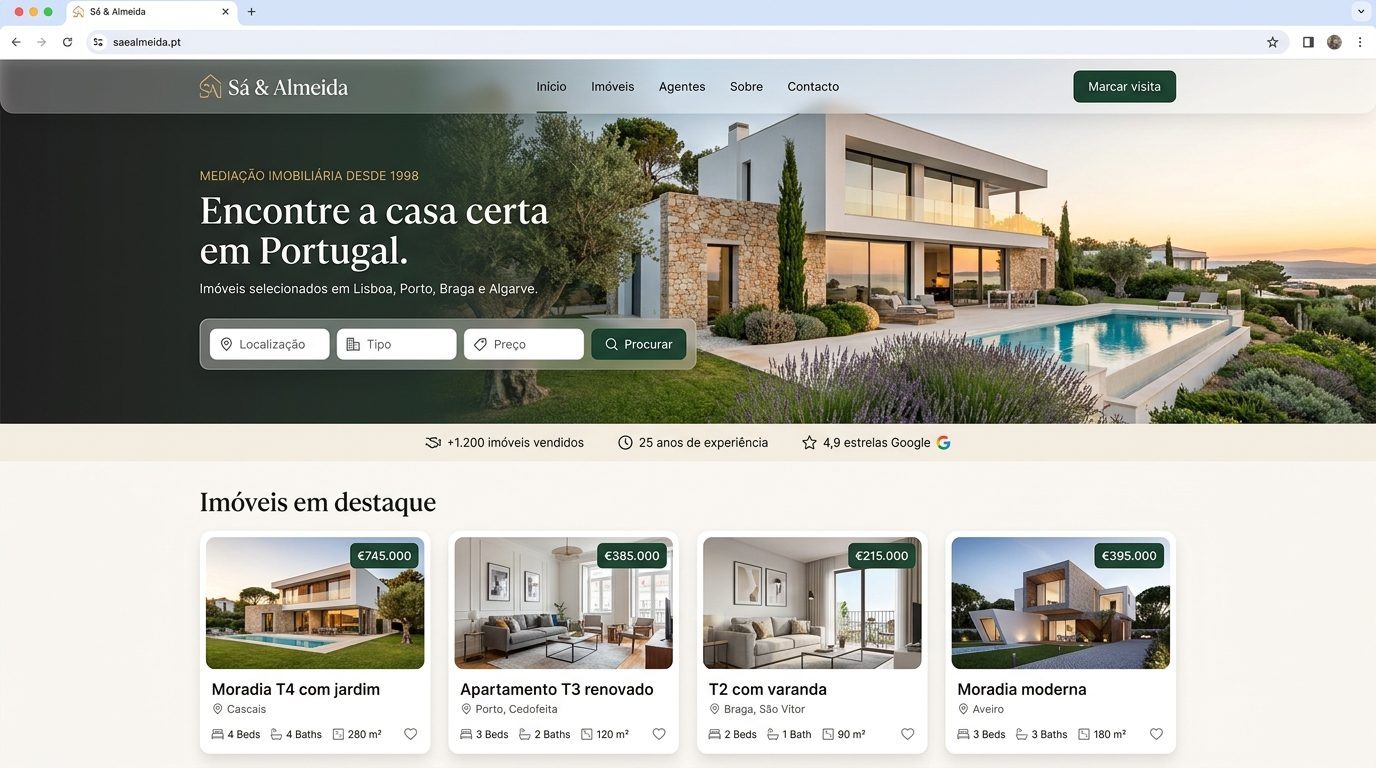 Sá & Almeida
saealmeida.pt
Sá & Almeida
Início
Imóveis
Agentes
Sobre
Contacto
Marcar visita
MEDIAÇÃO IMOBILIÁRIA DESDE 1998
Encontre a casa certa
em Portugal.
Imóveis selecionados em Lisboa, Porto, Braga e Algarve.
Localização
Tipo
Preço
Procurar
+1.200 imóveis vendidos
25 anos de experiência
4,9 estrelas Google
Imóveis em destaque
€745.000
Moradia T4 com jardim
Cascais
4 Beds 4 Baths 280 m²
€385.000
Apartamento T3 renovado
Porto, Cedofeita
3 Beds 2 Baths 120 m²
€215.000
T2 com varanda
Braga, São Vítor
2 Beds 1 Bath 90 m²
€395.000
Moradia moderna
Aveiro
3 Beds 3 Baths 180 m²